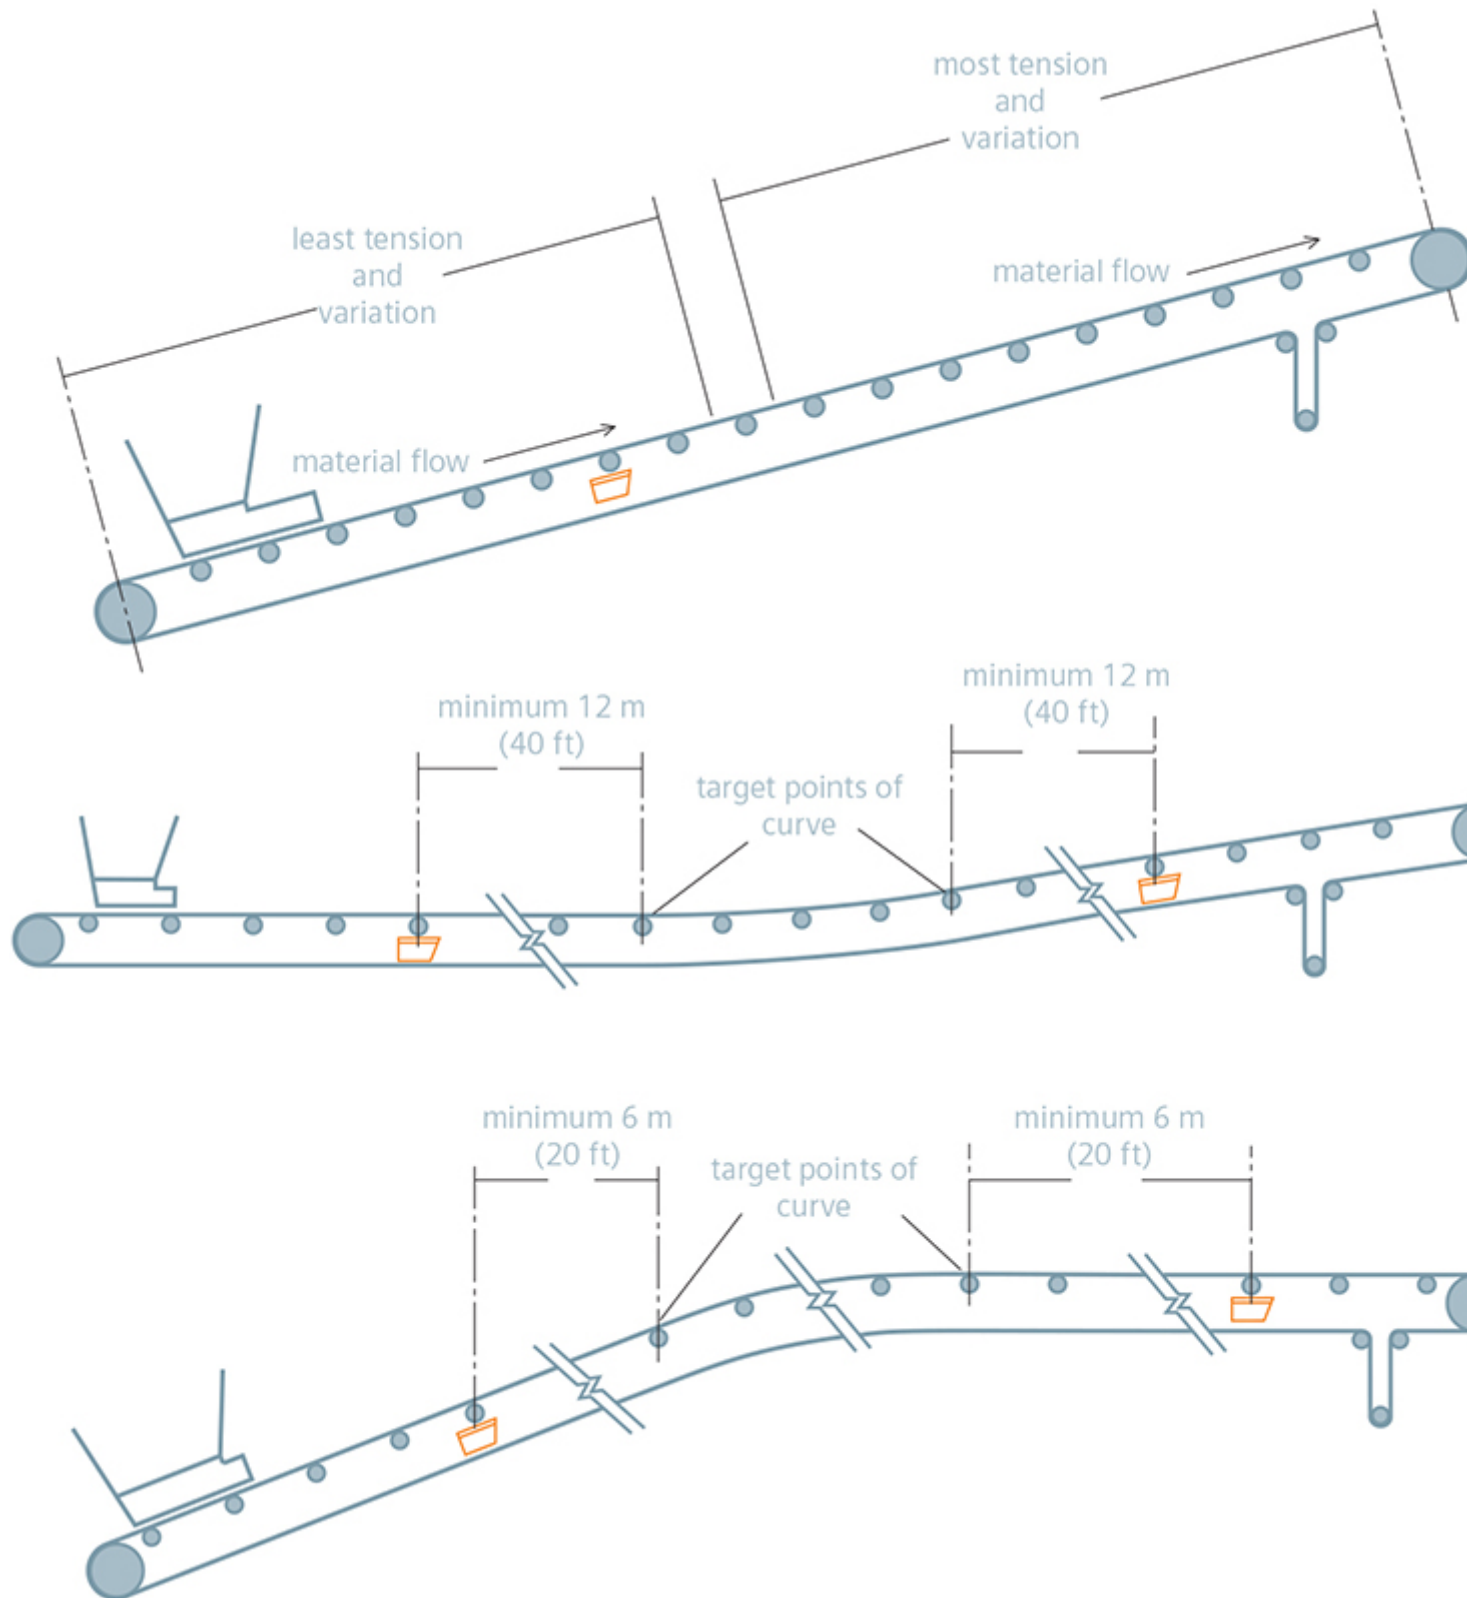 most tension
and
variation
least tension
and
variation
material flow
material flow
minimum 12 m
(40 ft)
minimum 12 m
(40 ft)
target points of
curve
minimum 6 m
(20 ft)
minimum 6 m
(20 ft)
target points of
curve